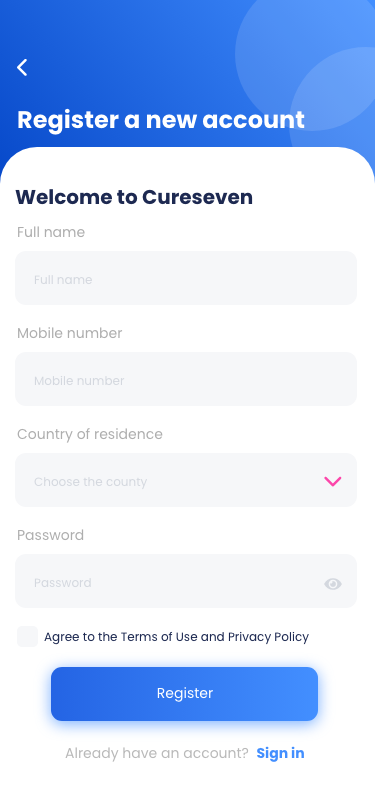 Register a new account
Welcome to Cureseven
Full name
Full name
Mobile number
Mobile number
Country of residence
Choose the county
Password
Password
Agree to the Terms of Use and Privacy Policy
Register
Already have an account? Sign in